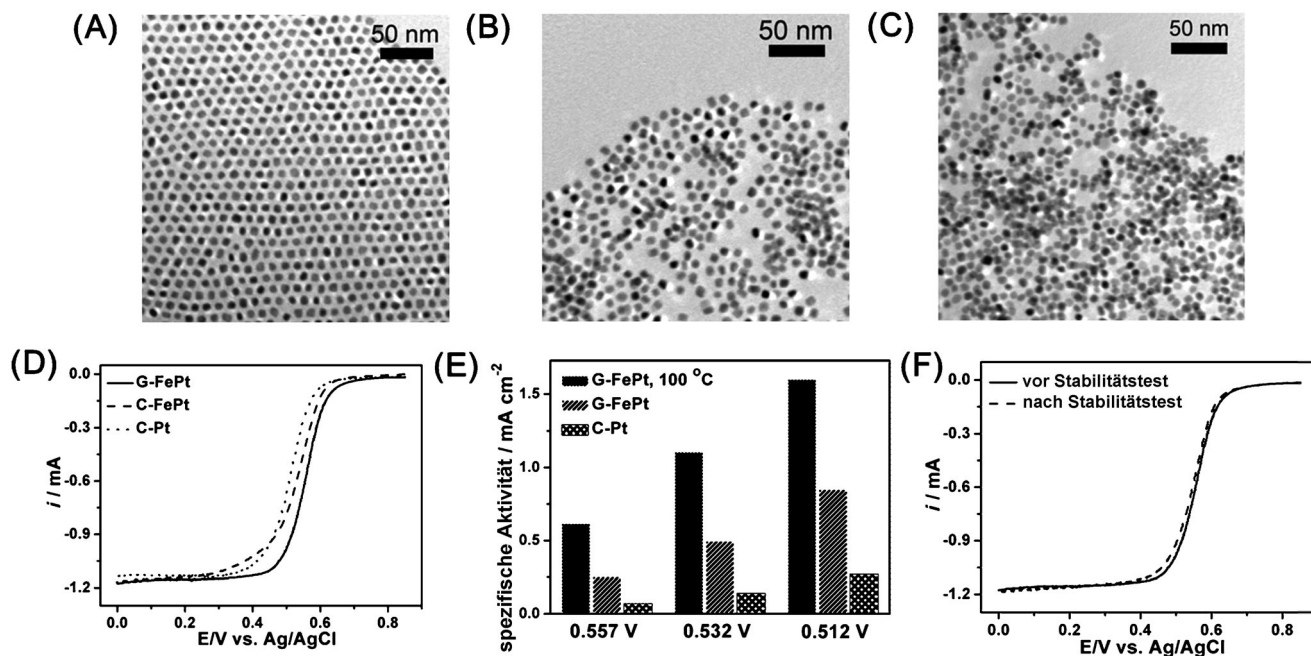 (A)
50 nm
(B)
50 nm
(C)
50 nm
(D)
G-FePt
C-FePt
C-Pt
0.0
-0.3
-0.6
-0.9
-1.2
i / mA
0.0 0.2 0.4 0.6 0.8
E/V vs. Ag/AgCl
(E)
G-FePt, 100 °C
G-FePt
C-Pt
1.5
1.0
0.5
0.0
spezifische Aktivität / mA cm⁻²
0.557 V 0.532 V 0.512 V
(F)
vor Stabilitätstest
nach Stabilitätstest
0.0
-0.3
-0.6
-0.9
-1.2
i / mA
0.0 0.2 0.4 0.6 0.8
E/V vs. Ag/AgCl